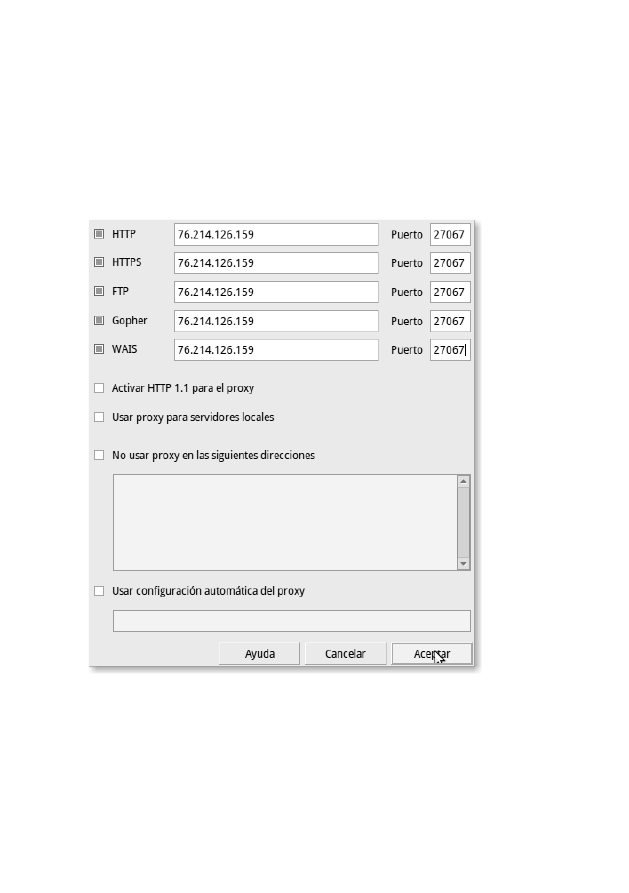 HTTP 76.214.126.159 Puerto 27067
HTTPS 76.214.126.159 Puerto 27067
FTP 76.214.126.159 Puerto 27067
Gopher 76.214.126.159 Puerto 27067
WAIS 76.214.126.159 Puerto 27067
Activar HTTP 1.1 para el proxy
Usar proxy para servidores locales
No usar proxy en las siguientes direcciones
Usar configuración automática del proxy
Ayuda Cancelar Aceptar